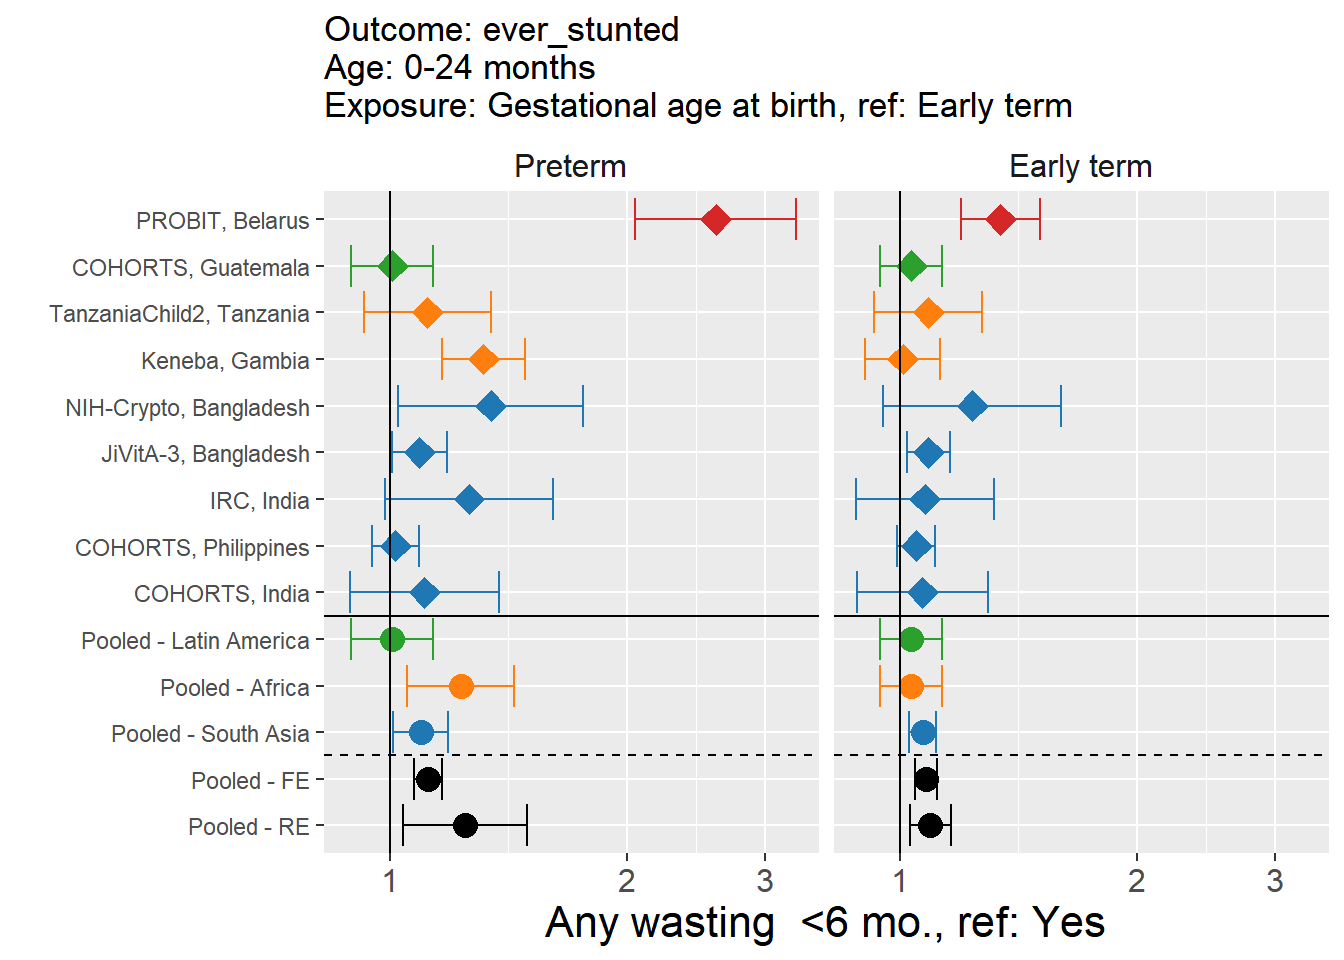 Outcome: ever_stunted
Age: 0-24 months
Exposure: Gestational age at birth, ref: Early term
Preterm
Early term
PROBIT, Belarus
COHORTS, Guatemala
TanzaniaChild2, Tanzania
Keneba, Gambia
NIH-Crypto, Bangladesh
JiVitA-3, Bangladesh
IRC, India
COHORTS, Philippines
COHORTS, India
Pooled - Latin America
Pooled - Africa
Pooled - South Asia
Pooled - FE
Pooled - RE
1 2 3 1 2 3
Any wasting  <6 mo., ref: Yes